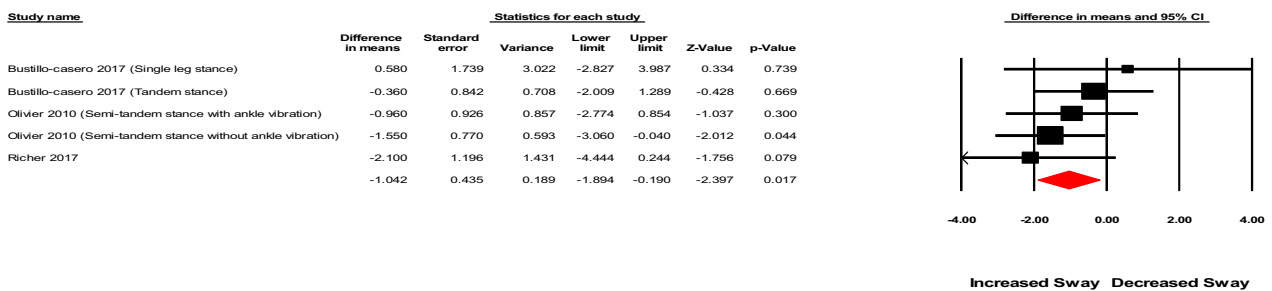 Study name Statistics for each study Difference in means and 95% CI
Difference in means Standard error Variance Lower limit Upper limit Z-Value p-Value
Bustillo-casero 2017 (Single leg stance) 0.580 1.739 3.022 -2.827 3.987 0.334 0.739
Bustillo-casero 2017 (Tandem stance) -0.360 0.842 0.708 -2.009 1.289 -0.428 0.669
Olivier 2010 (Semi-tandem stance with ankle vibration) -0.960 0.926 0.857 -2.774 0.854 -1.037 0.300
Olivier 2010 (Semi-tandem stance without ankle vibration) -1.550 0.770 0.593 -3.060 -0.040 -2.012 0.044
Richer 2017 -2.100 1.196 1.431 -4.444 0.244 -1.756 0.079
-1.042 0.435 0.189 -1.894 -0.190 -2.397 0.017
-4.00 -2.00 0.00 2.00 4.00
Increased Sway Decreased Sway